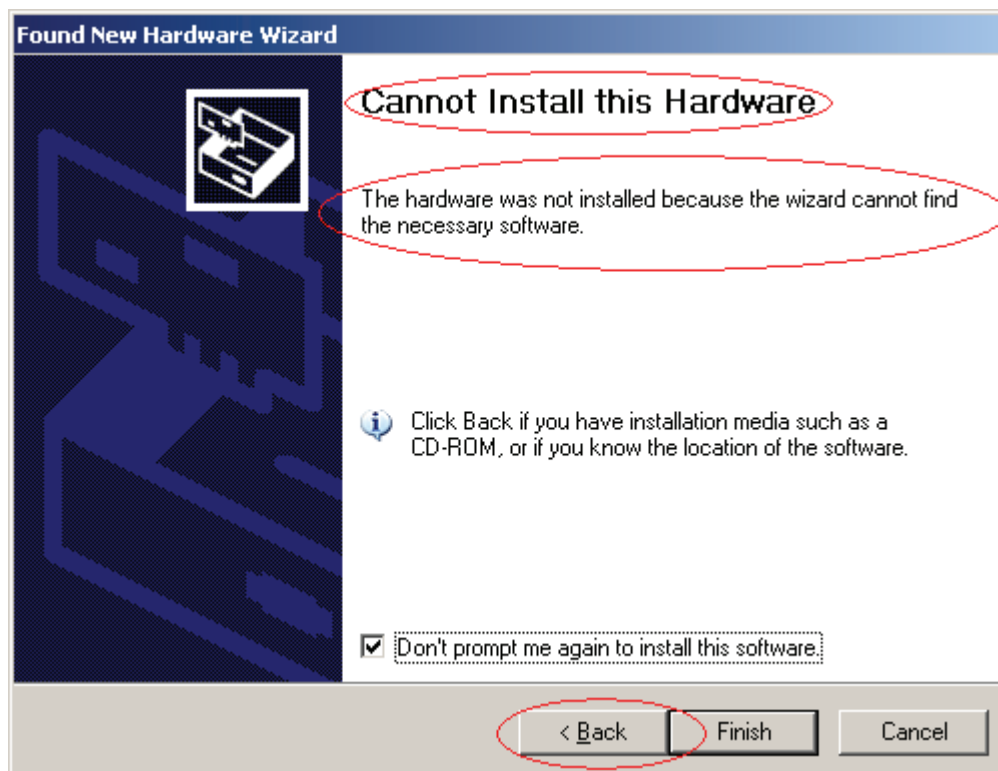 Found New Hardware Wizard
Cannot Install this Hardware
The hardware was not installed because the wizard cannot find
the necessary software.
Click Back if you have installation media such as a
CD-ROM, or if you know the location of the software.
Don't prompt me again to install this software.
< Back Finish Cancel